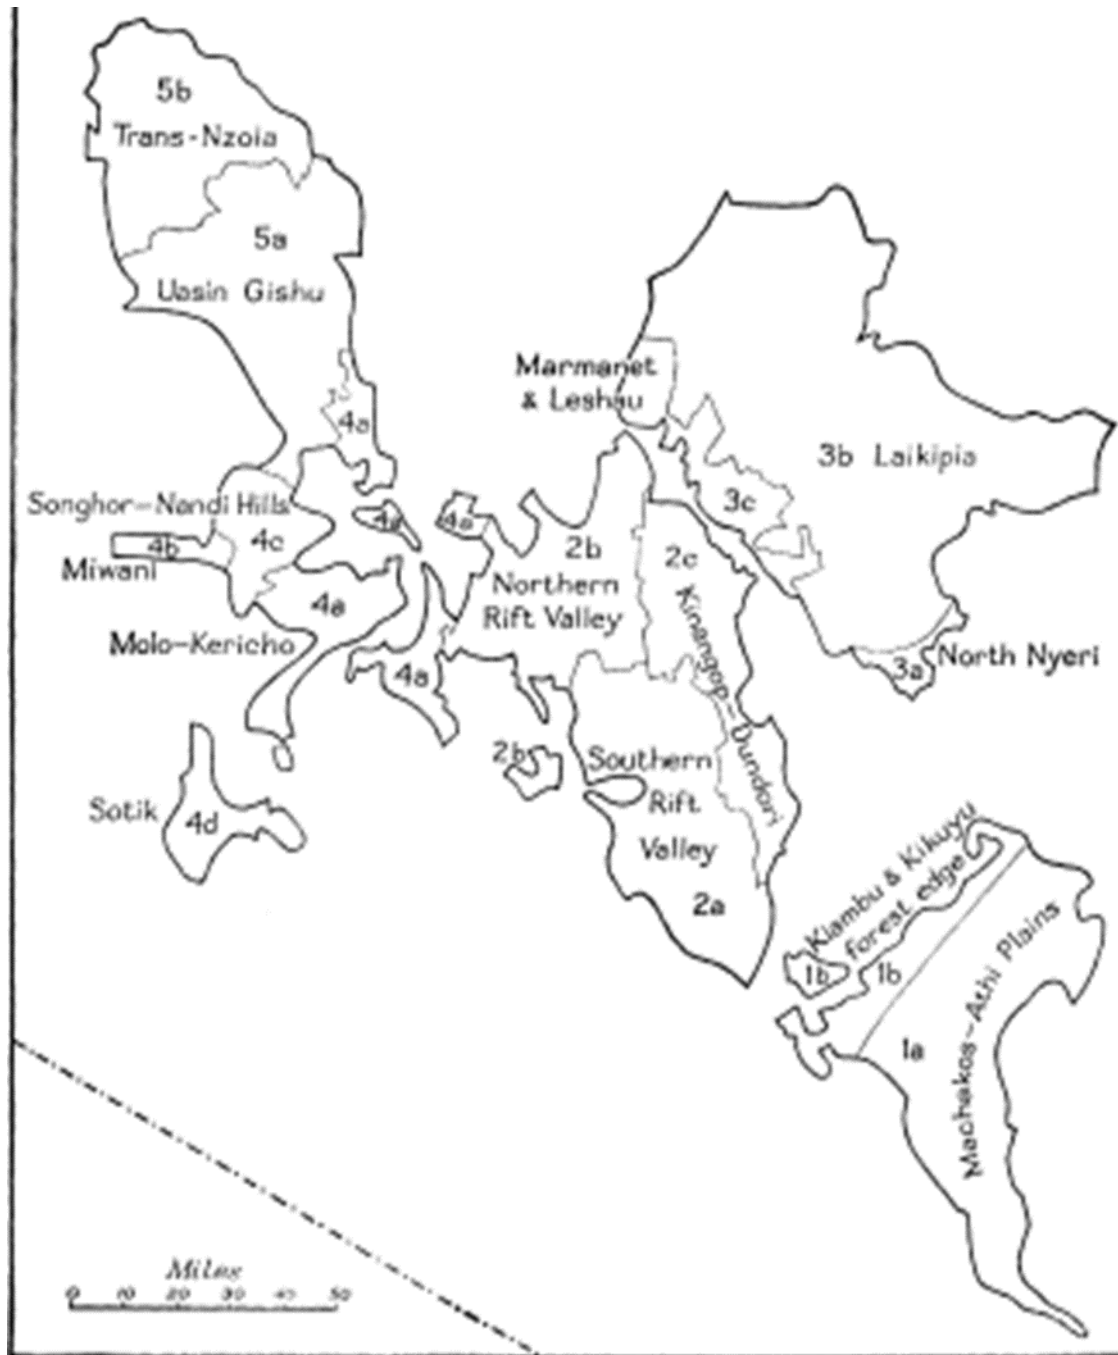 5b
Trans-Nzoia
5a
Uasin Gishu
Marmanet
& Leshau
4a
3b Laikipia
Songhor-Nandi Hills
4a
4a
3c
4b
4c
2b
2c
Miwani
Northern
Rift Valley
4a
Molo-Kericho
Kinangop-Dundori
4a
3a
North Nyeri
2b
Southern
Rift
Valley
Sotik
4d
2a
Kiambu & Kikuyu
forest edge
1b
1b
1a
Machakos-Athi Plains
Miles
0 10 20 30 40 50